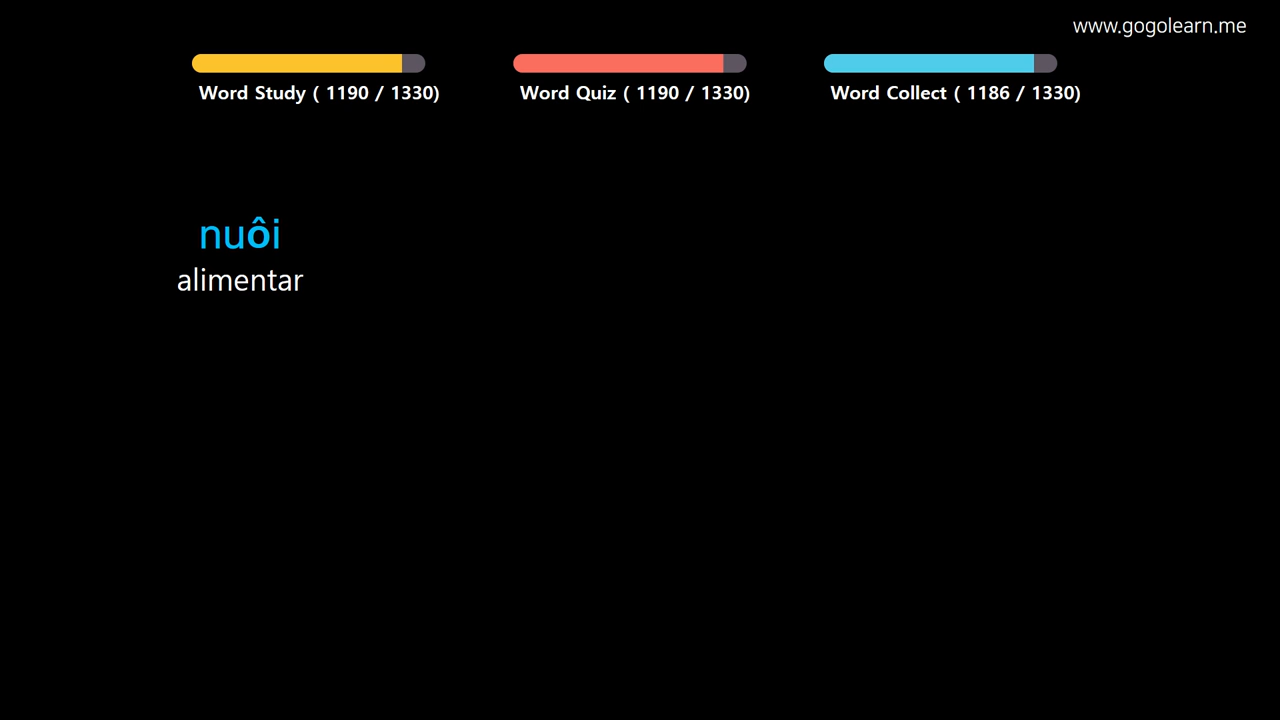 www.gogolearn.me
Word Study ( 1190 / 1330)
Word Quiz ( 1190 / 1330)
Word Collect ( 1186 / 1330)
nuôi
alimentar